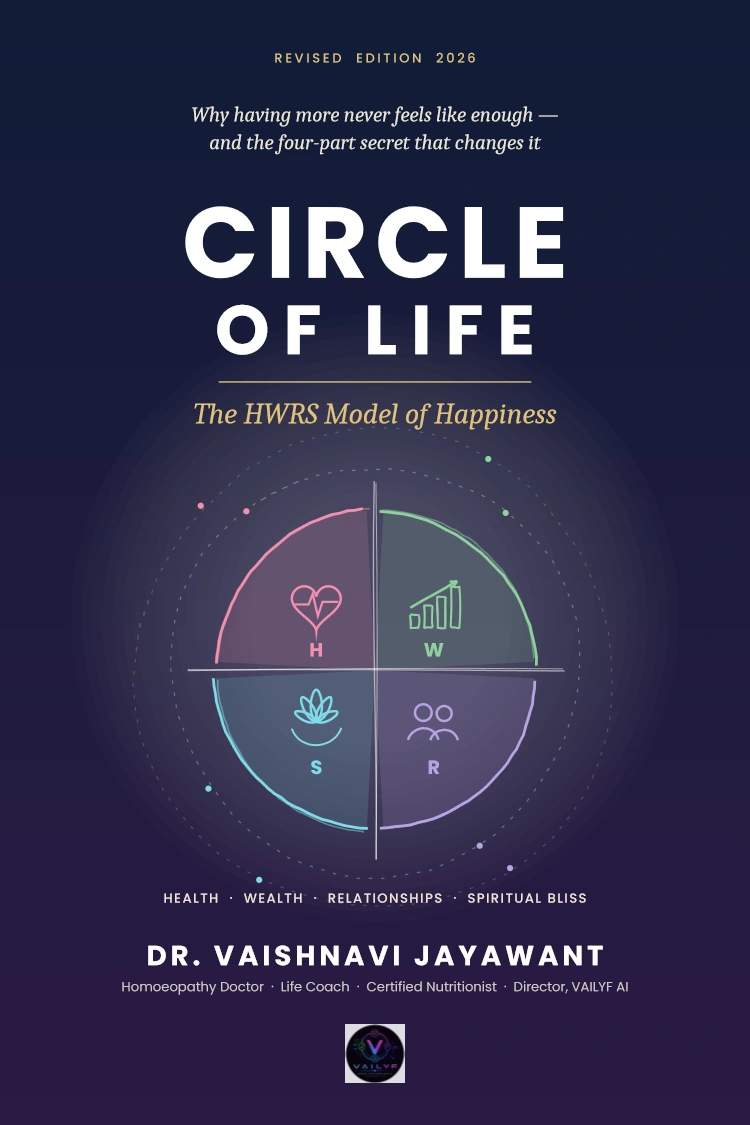 REVISED EDITION 2026
Why having more never feels like enough —
and the four-part secret that changes it
CIRCLE
OF LIFE
The HWRS Model of Happiness
H
W
S
R
HEALTH · WEALTH · RELATIONSHIPS · SPIRITUAL BLISS
DR. VAISHNAVI JAYAWANT
Homoeopathy Doctor · Life Coach · Certified Nutritionist · Director, VAILYF AI
V
VAILYF